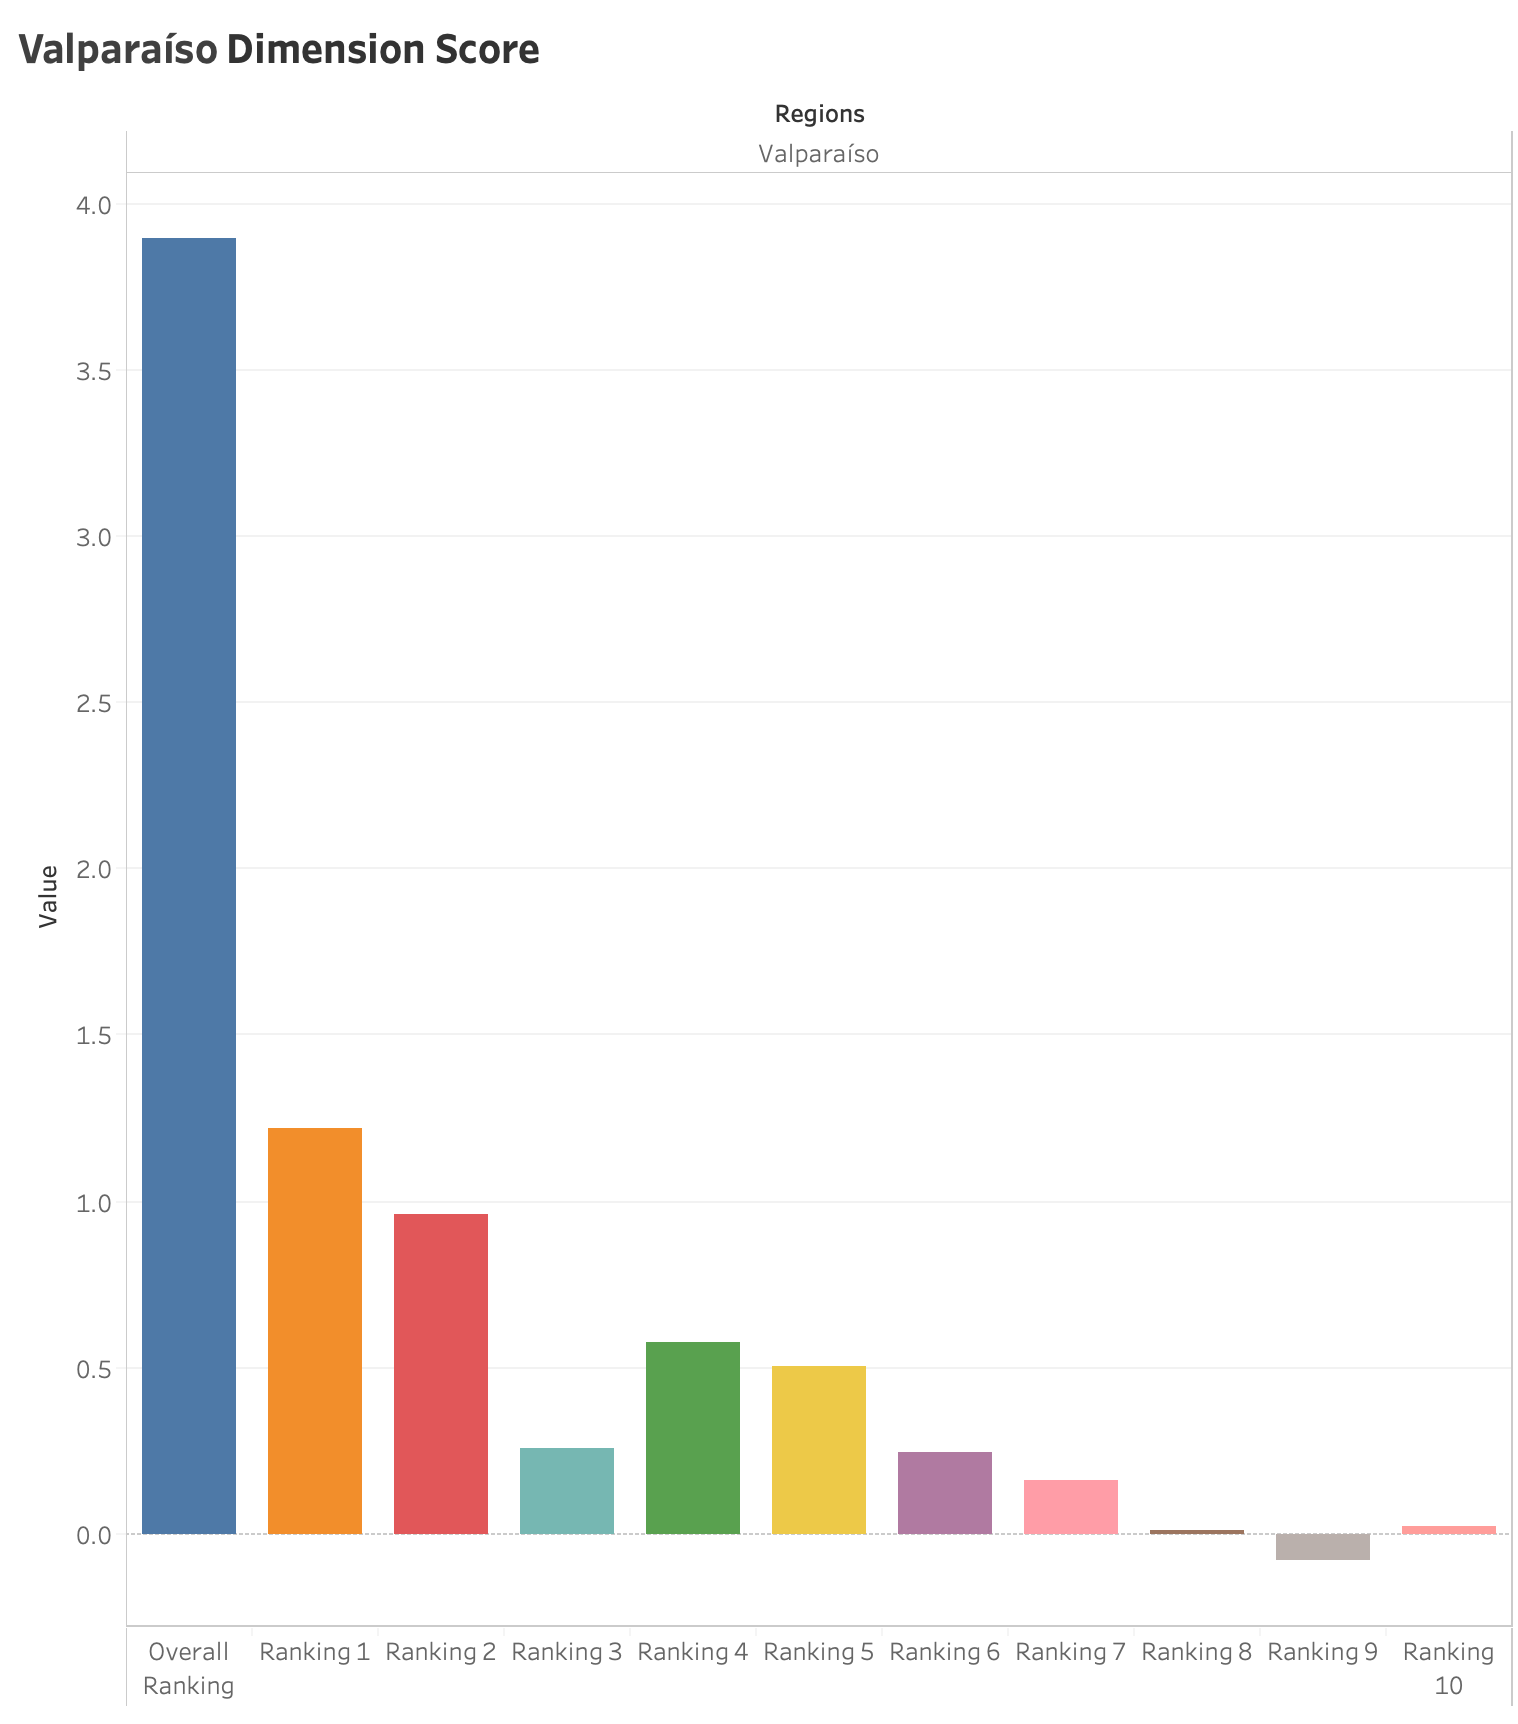 Valparaíso Dimension Score
Regions
Valparaíso
4.0
3.5
3.0
2.5
2.0
1.5
1.0
0.5
0.0
Value
Overall Ranking
Ranking 1
Ranking 2
Ranking 3
Ranking 4
Ranking 5
Ranking 6
Ranking 7
Ranking 8
Ranking 9
Ranking 10